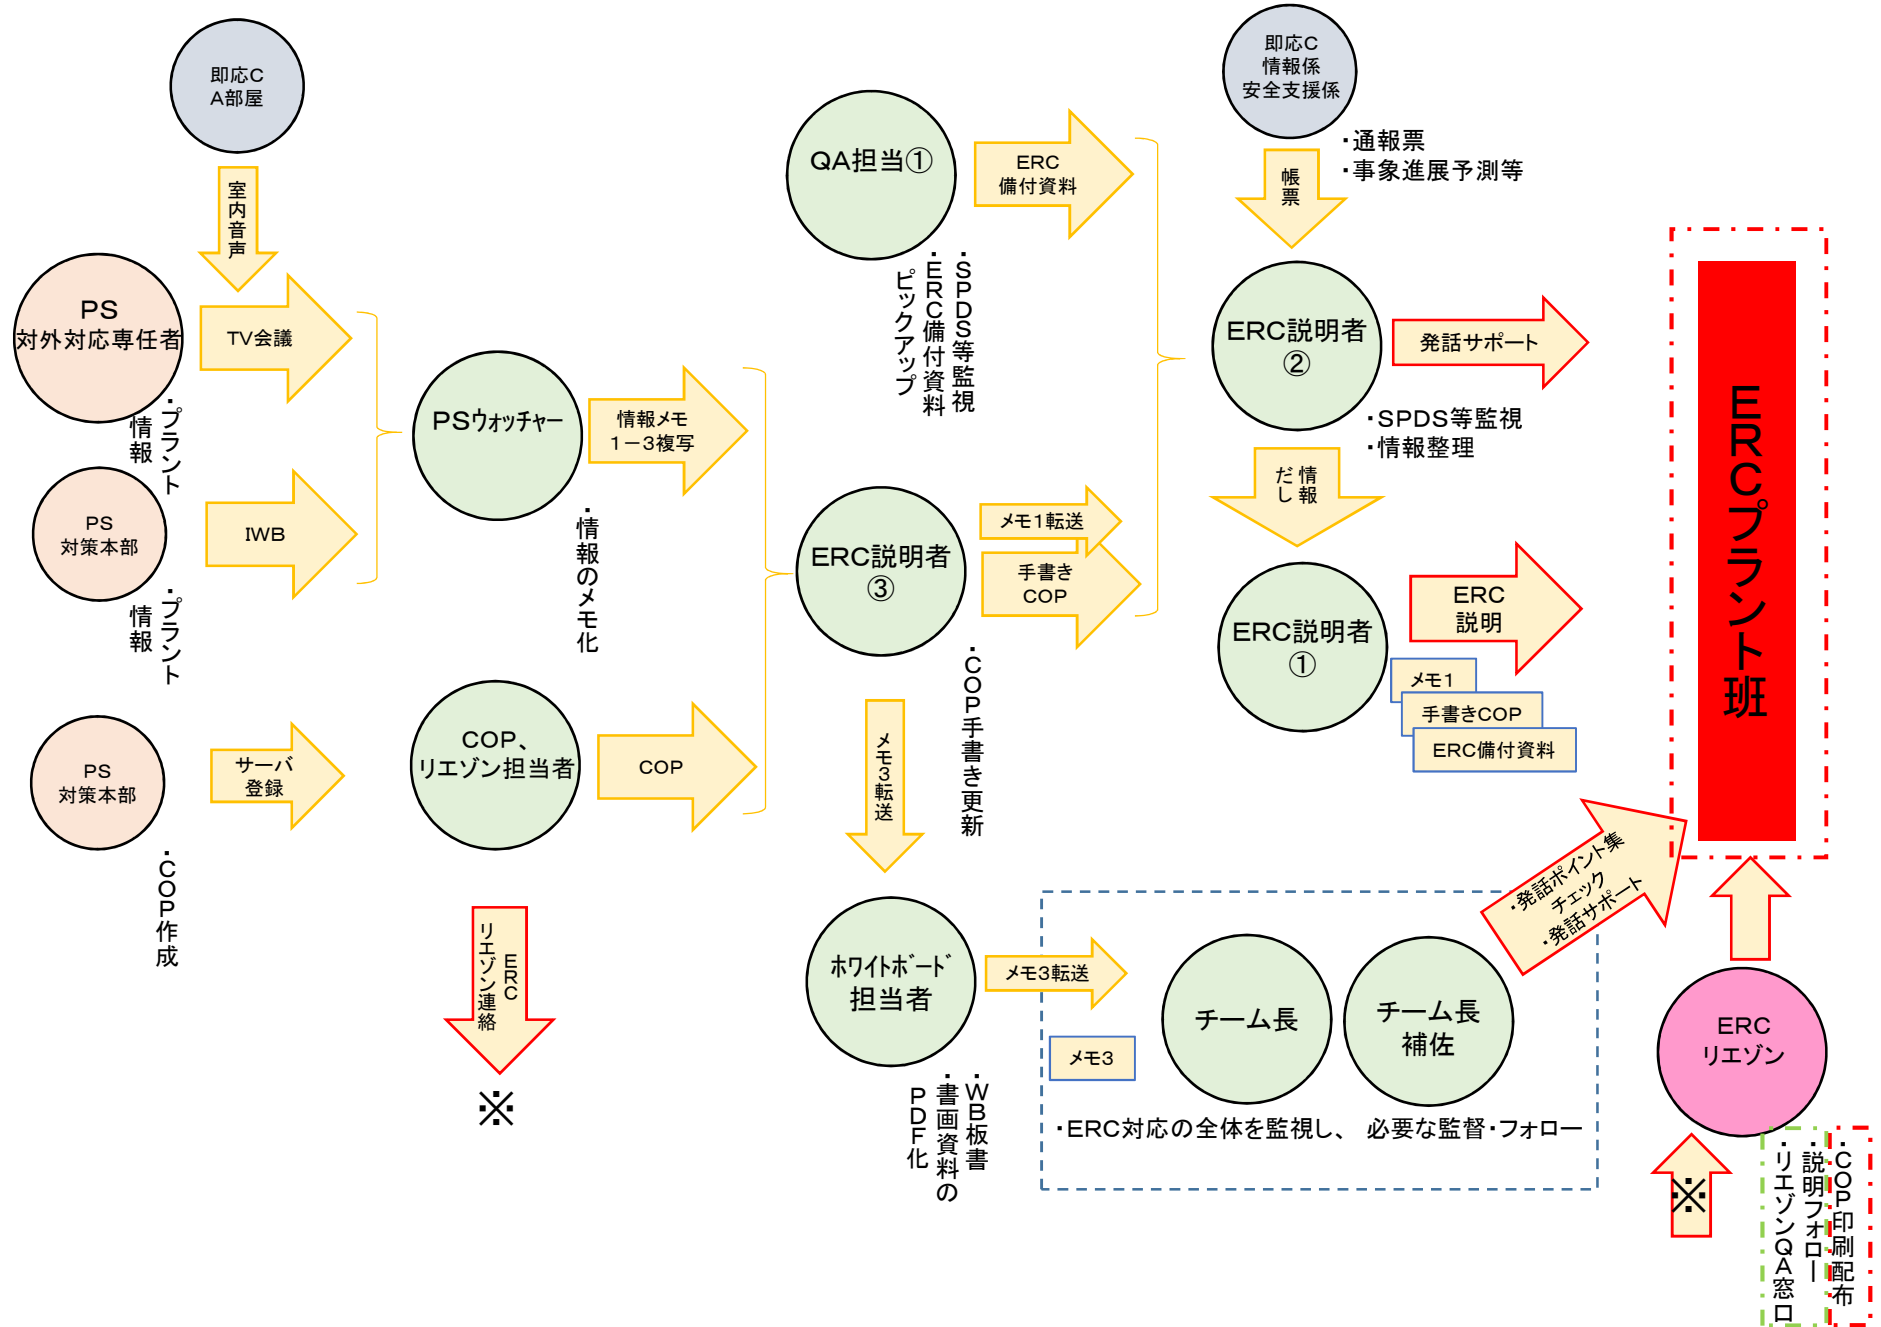 即応C
A部屋
室内音声
PS
対外対応専任者
TV会議
・プラント
情報
PS
対策本部
IWB
・プラント
情報
PS
対策本部
サーバ
登録
・COP作成
PSウォッチャー
情報メモ
1－3複写
・情報のメモ化
COP、
リエゾン担当者
COP
ERC
リエゾン連絡
※
QA担当①
ERC
備付資料
・SPDS等監視
・ERC備付資料
ピックアップ
ERC説明者
③
メモ1転送
手書き
COP
・COP手書き更新
メモ3転送
ホワイトボード
担当者
・WB板書
・書画資料の
PDF化
メモ3転送
メモ3
チーム長
チーム長
補佐
・ERC対応の全体を監視し、 必要な監督・フォロー
即応C
情報係
安全支援係
・通報票
・事象進展予測等
帳票
ERC説明者
②
発話サポート
・SPDS等監視
・情報整理
情報
だし
ERC説明者
①
ERC
説明
メモ1
手書きCOP
ERC備付資料
・発話ポイント集
チェック
・発話サポート
ERCプラント班
ERC
リエゾン
※
・COP印刷配布
・説明フォロー
・リエゾンQA窓口